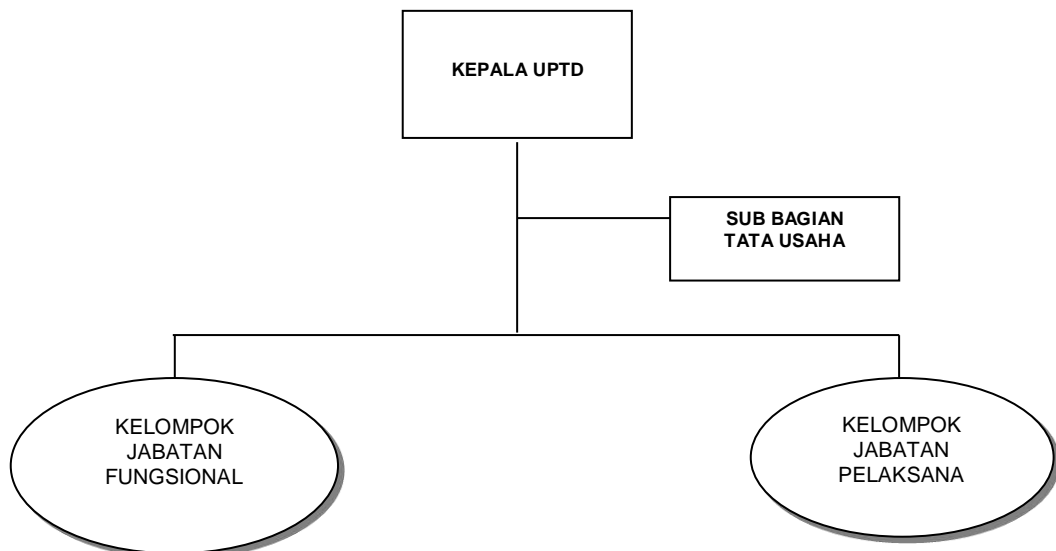 KEPALA UPTD
SUB BAGIAN
TATA USAHA
KELOMPOK
JABATAN
FUNGSIONAL
KELOMPOK
JABATAN
PELAKSANA